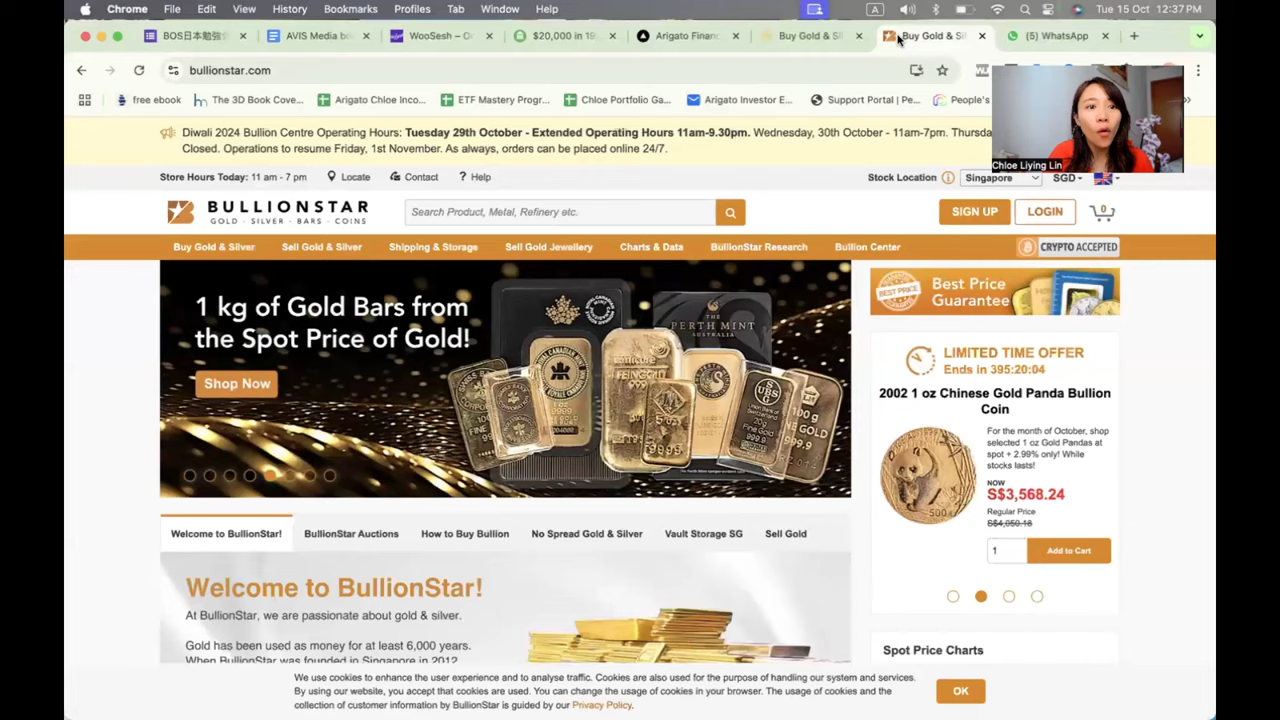 Chrome File Edit View History Bookmarks Profiles Tab Window Help A Tue 15 Oct 12:37 PM
BOS日本勉強 AVIS Media b WooSesh – O $20,000 in 19 Arigato Financ Buy Gold & S Buy Gold & Si (5) WhatsApp
bullionstar.com
free ebook The 3D Book Cove... Arigato Chloe Inco... ETF Mastery Progr... Chloe Portfolio Ga... Arigato Investor E... Support Portal | Pe... People's
Chloe Liying Lin
Diwali 2024 Bullion Centre Operating Hours: Tuesday 29th October - Extended Operating Hours 11am-9.30pm. Wednesday, 30th October - 11am-7pm. Thursda
Closed. Operations to resume Friday, 1st November. As always, orders can be placed online 24/7.
Store Hours Today: 11 am - 7 pm Locate Contact Help Stock Location Singapore SGD
BULLIONSTAR
GOLD · SILVER · BARS · COINS
Search Product, Metal, Refinery etc.
SIGN UP LOGIN 0
Buy Gold & Silver Sell Gold & Silver Shipping & Storage Sell Gold Jewellery Charts & Data BullionStar Research Bullion Center CRYPTO ACCEPTED
1 kg of Gold Bars from
the Spot Price of Gold!
Shop Now
THE
PERTH MINT
AUSTRALIA
FEINGOLD
100 g
GOLD
999.9
BEST PRICE
Best Price
Guarantee
LIMITED TIME OFFER
Ends in 395:20:04
2002 1 oz Chinese Gold Panda Bullion
Coin
For the month of October, shop
selected 1 oz Gold Pandas at
spot + 2.99% only! While
stocks lasts!
NOW
S$3,568.24
Regular Price
S$4,050.18
1 Add to Cart
Welcome to BullionStar! BullionStar Auctions How to Buy Bullion No Spread Gold & Silver Vault Storage SG Sell Gold
Welcome to BullionStar!
At BullionStar, we are passionate about gold & silver.
Gold has been used as money for at least 6,000 years.
When BullionStar was founded in Singapore in 2012
Spot Price Charts
We use cookies to enhance the user experience and to analyse traffic. Cookies are also used for the purpose of handling our system and services.
By using our website, you accept that cookies are used. You can change the usage of cookies in your browser. The usage of cookies and the
collection of customer information by BullionStar is guided by our Privacy Policy.
OK